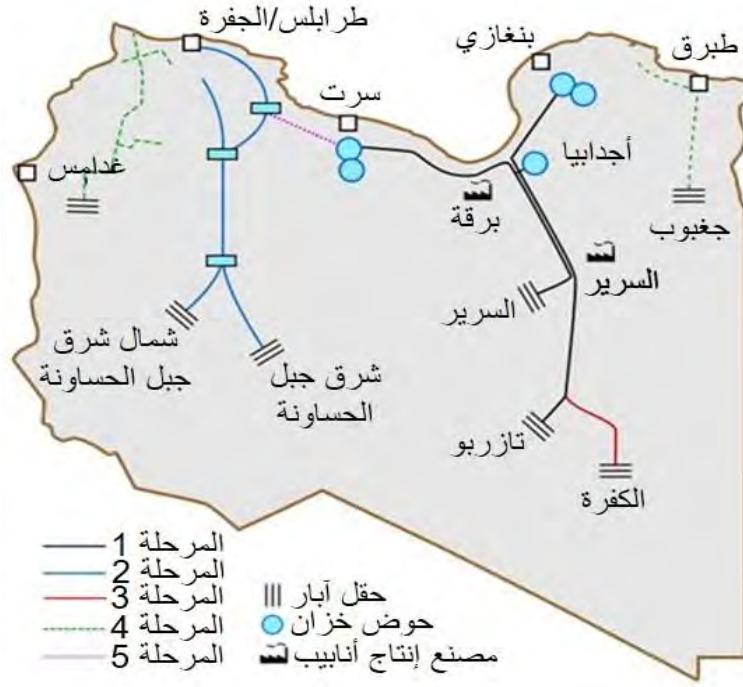 طرابلس/الجفرة
بنغازي
طبرق
سرت
أجدابيا
غدامس
برقة
جغبوب
السرير
السرير
شمال شرق
جبل الحساونة
شرق جبل
الحساونة
تازربو
الكفرة
المرحلة 1
المرحلة 2
المرحلة 3
المرحلة 4
المرحلة 5
حقل آبار
حوض خزان
مصنع إنتاج أنابيب